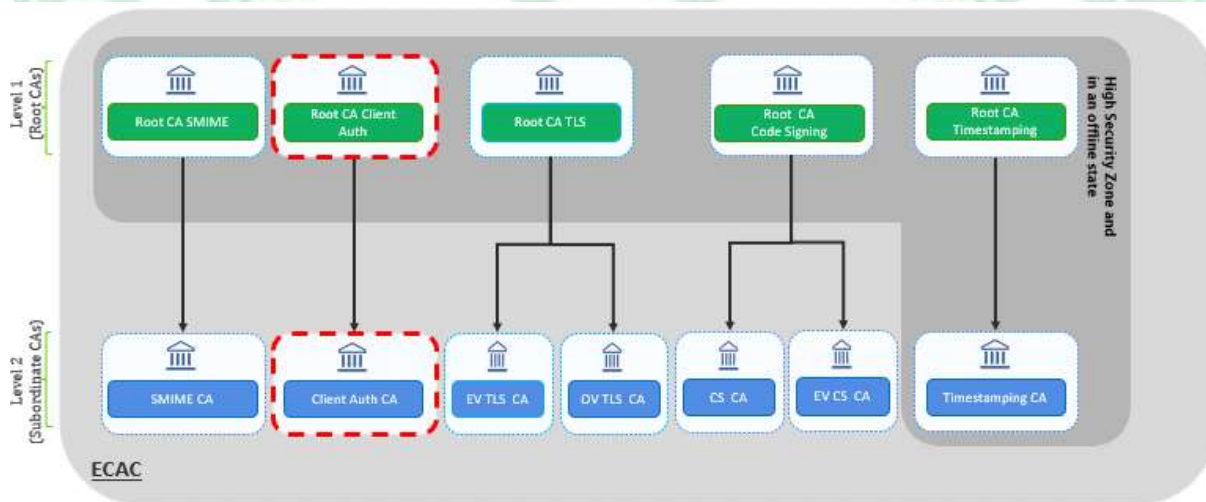 Level 1
(Root CAs)
Root CA SMIME
Root CA Client
Auth
Root CA TLS
Root CA
Code Signing
Root CA
Timestamping
High Security Zone and
in an offline state
Level 2
(Subordinate CAs)
SMIME CA
Client Auth CA
EV TLS CA
OV TLS CA
CS CA
EV CS CA
Timestamping CA
ECAC